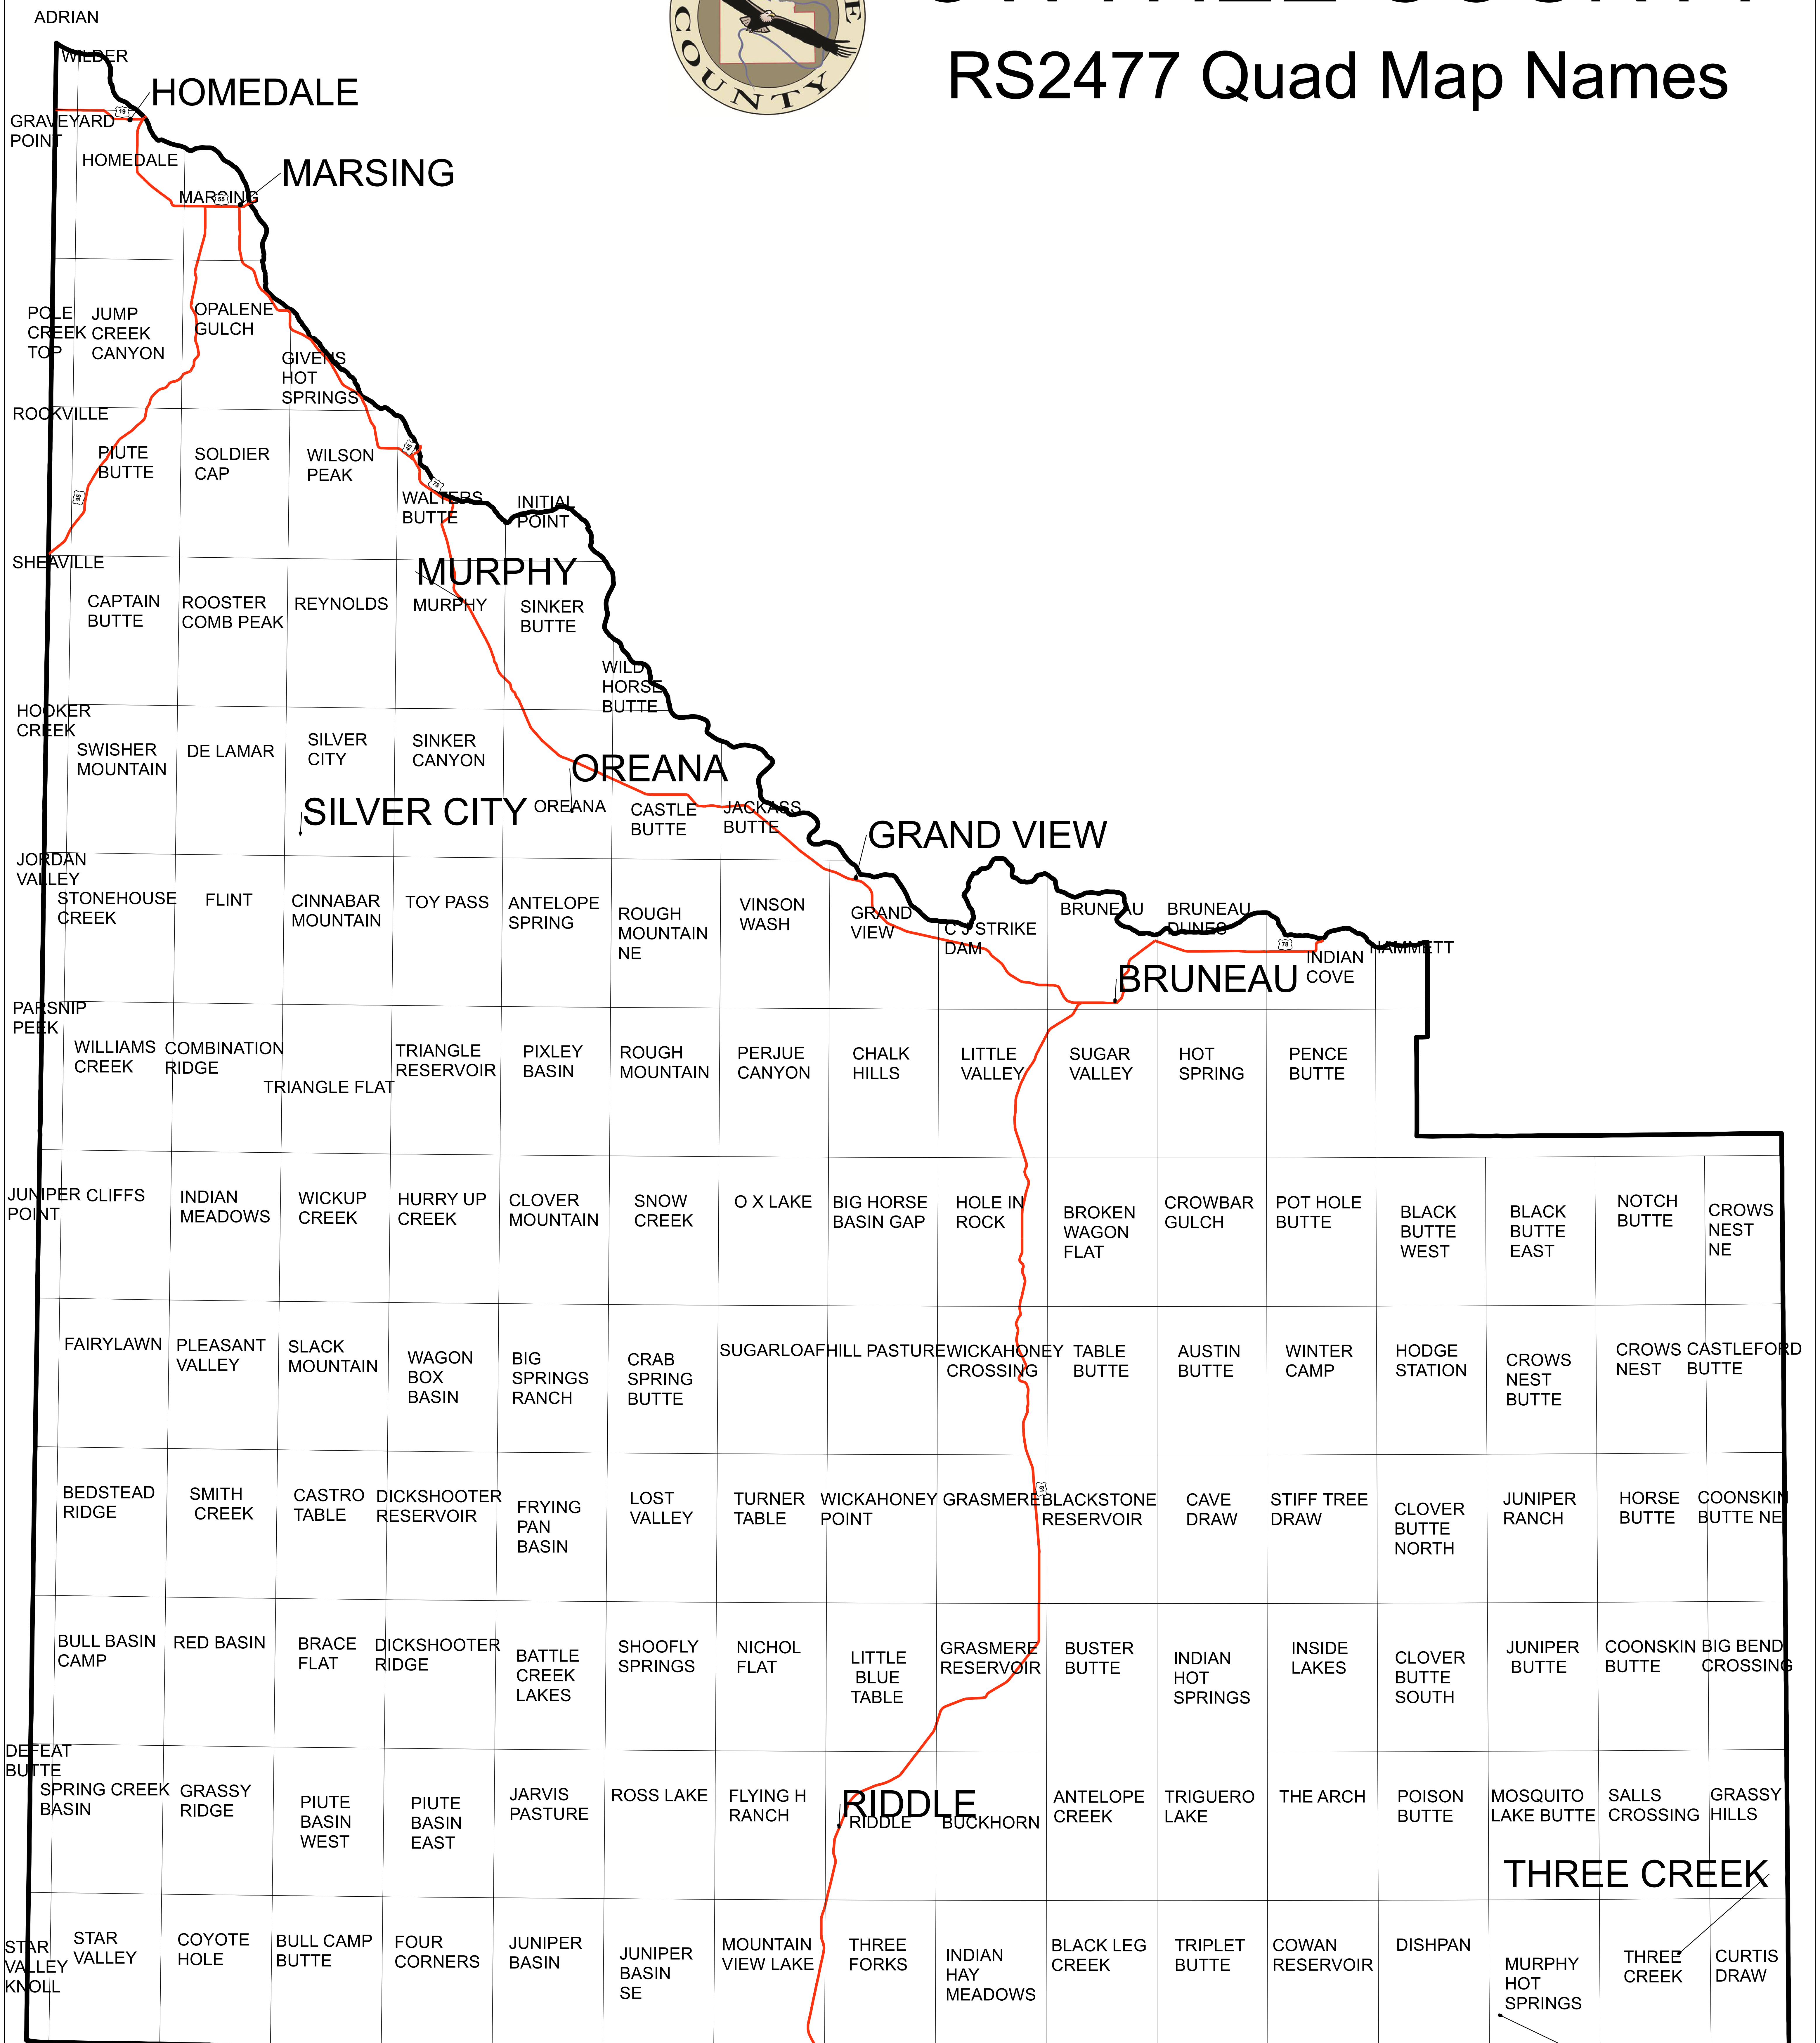 RS2477 Quad Map Names
COUNTY
ADRIAN
WILDER
HOMEDALE
19
GRAVEYARD
POINT
HOMEDALE
MARSING
MARSING
55
POLE
CREEK
TOP
JUMP
CREEK
CANYON
OPALENE
GULCH
GIVENS
HOT
SPRINGS
ROCKVILLE
PIUTE
BUTTE
SOLDIER
CAP
WILSON
PEAK
45
78
95
WALTERS
BUTTE
INITIAL
POINT
SHEAVILLE
MURPHY
CAPTAIN
BUTTE
ROOSTER
COMB PEAK
REYNOLDS
MURPHY
SINKER
BUTTE
WILD
HORSE
BUTTE
HOOKER
CREEK
SWISHER
MOUNTAIN
DE LAMAR
SILVER
CITY
SINKER
CANYON
OREANA
SILVER CITY
OREANA
CASTLE
BUTTE
JACKASS
BUTTE
GRAND VIEW
JORDAN
VALLEY
STONEHOUSE
CREEK
FLINT
CINNABAR
MOUNTAIN
TOY PASS
ANTELOPE
SPRING
ROUGH
MOUNTAIN
NE
VINSON
WASH
GRAND
VIEW
C J STRIKE
DAM
BRUNEAU
BRUNEAU
DUNES
78
INDIAN
COVE
HAMMETT
BRUNEAU
PARSNIP
PEEK
WILLIAMS
CREEK
COMBINATION
RIDGE
TRIANGLE FLAT
TRIANGLE
RESERVOIR
PIXLEY
BASIN
ROUGH
MOUNTAIN
PERJUE
CANYON
CHALK
HILLS
LITTLE
VALLEY
SUGAR
VALLEY
HOT
SPRING
PENCE
BUTTE
JUNIPER
POINT
CLIFFS
INDIAN
MEADOWS
WICKUP
CREEK
HURRY UP
CREEK
CLOVER
MOUNTAIN
SNOW
CREEK
O X LAKE
BIG HORSE
BASIN GAP
HOLE IN
ROCK
BROKEN
WAGON
FLAT
CROWBAR
GULCH
POT HOLE
BUTTE
BLACK
BUTTE
WEST
BLACK
BUTTE
EAST
NOTCH
BUTTE
CROWS
NEST
NE
FAIRYLAWN
PLEASANT
VALLEY
SLACK
MOUNTAIN
WAGON
BOX
BASIN
BIG
SPRINGS
RANCH
CRAB
SPRING
BUTTE
SUGARLOAF
HILL PASTURE
WICKAHONEY
CROSSING
TABLE
BUTTE
AUSTIN
BUTTE
WINTER
CAMP
HODGE
STATION
CROWS
NEST
BUTTE
CROWS
NEST
CASTLEFORD
BUTTE
BEDSTEAD
RIDGE
SMITH
CREEK
CASTRO
TABLE
DICKSHOOTER
RESERVOIR
FRYING
PAN
BASIN
LOST
VALLEY
TURNER
TABLE
WICKAHONEY
POINT
GRASMERE
51
BLACKSTONE
RESERVOIR
CAVE
DRAW
STIFF TREE
DRAW
CLOVER
BUTTE
NORTH
JUNIPER
RANCH
HORSE
BUTTE
COONSKIN
BUTTE NE
BULL BASIN
CAMP
RED BASIN
BRACE
FLAT
DICKSHOOTER
RIDGE
BATTLE
CREEK
LAKES
SHOOFLY
SPRINGS
NICHOL
FLAT
LITTLE
BLUE
TABLE
GRASMERE
RESERVOIR
BUSTER
BUTTE
INDIAN
HOT
SPRINGS
INSIDE
LAKES
CLOVER
BUTTE
SOUTH
JUNIPER
BUTTE
COONSKIN
BUTTE
BIG BEND
CROSSING
DEFEAT
BUTTE
SPRING CREEK
BASIN
GRASSY
RIDGE
PIUTE
BASIN
WEST
PIUTE
BASIN
EAST
JARVIS
PASTURE
ROSS LAKE
FLYING H
RANCH
RIDDLE
RIDDLE
BUCKHORN
ANTELOPE
CREEK
TRIGUERO
LAKE
THE ARCH
POISON
BUTTE
MOSQUITO
LAKE BUTTE
SALLS
CROSSING
GRASSY
HILLS
THREE CREEK
STAR
VALLEY
KNOLL
STAR
VALLEY
COYOTE
HOLE
BULL CAMP
BUTTE
FOUR
CORNERS
JUNIPER
BASIN
JUNIPER
BASIN
SE
MOUNTAIN
VIEW LAKE
THREE
FORKS
INDIAN
HAY
MEADOWS
BLACK LEG
CREEK
TRIPLET
BUTTE
COWAN
RESERVOIR
DISHPAN
MURPHY
HOT
SPRINGS
THREE
CREEK
CURTIS
DRAW